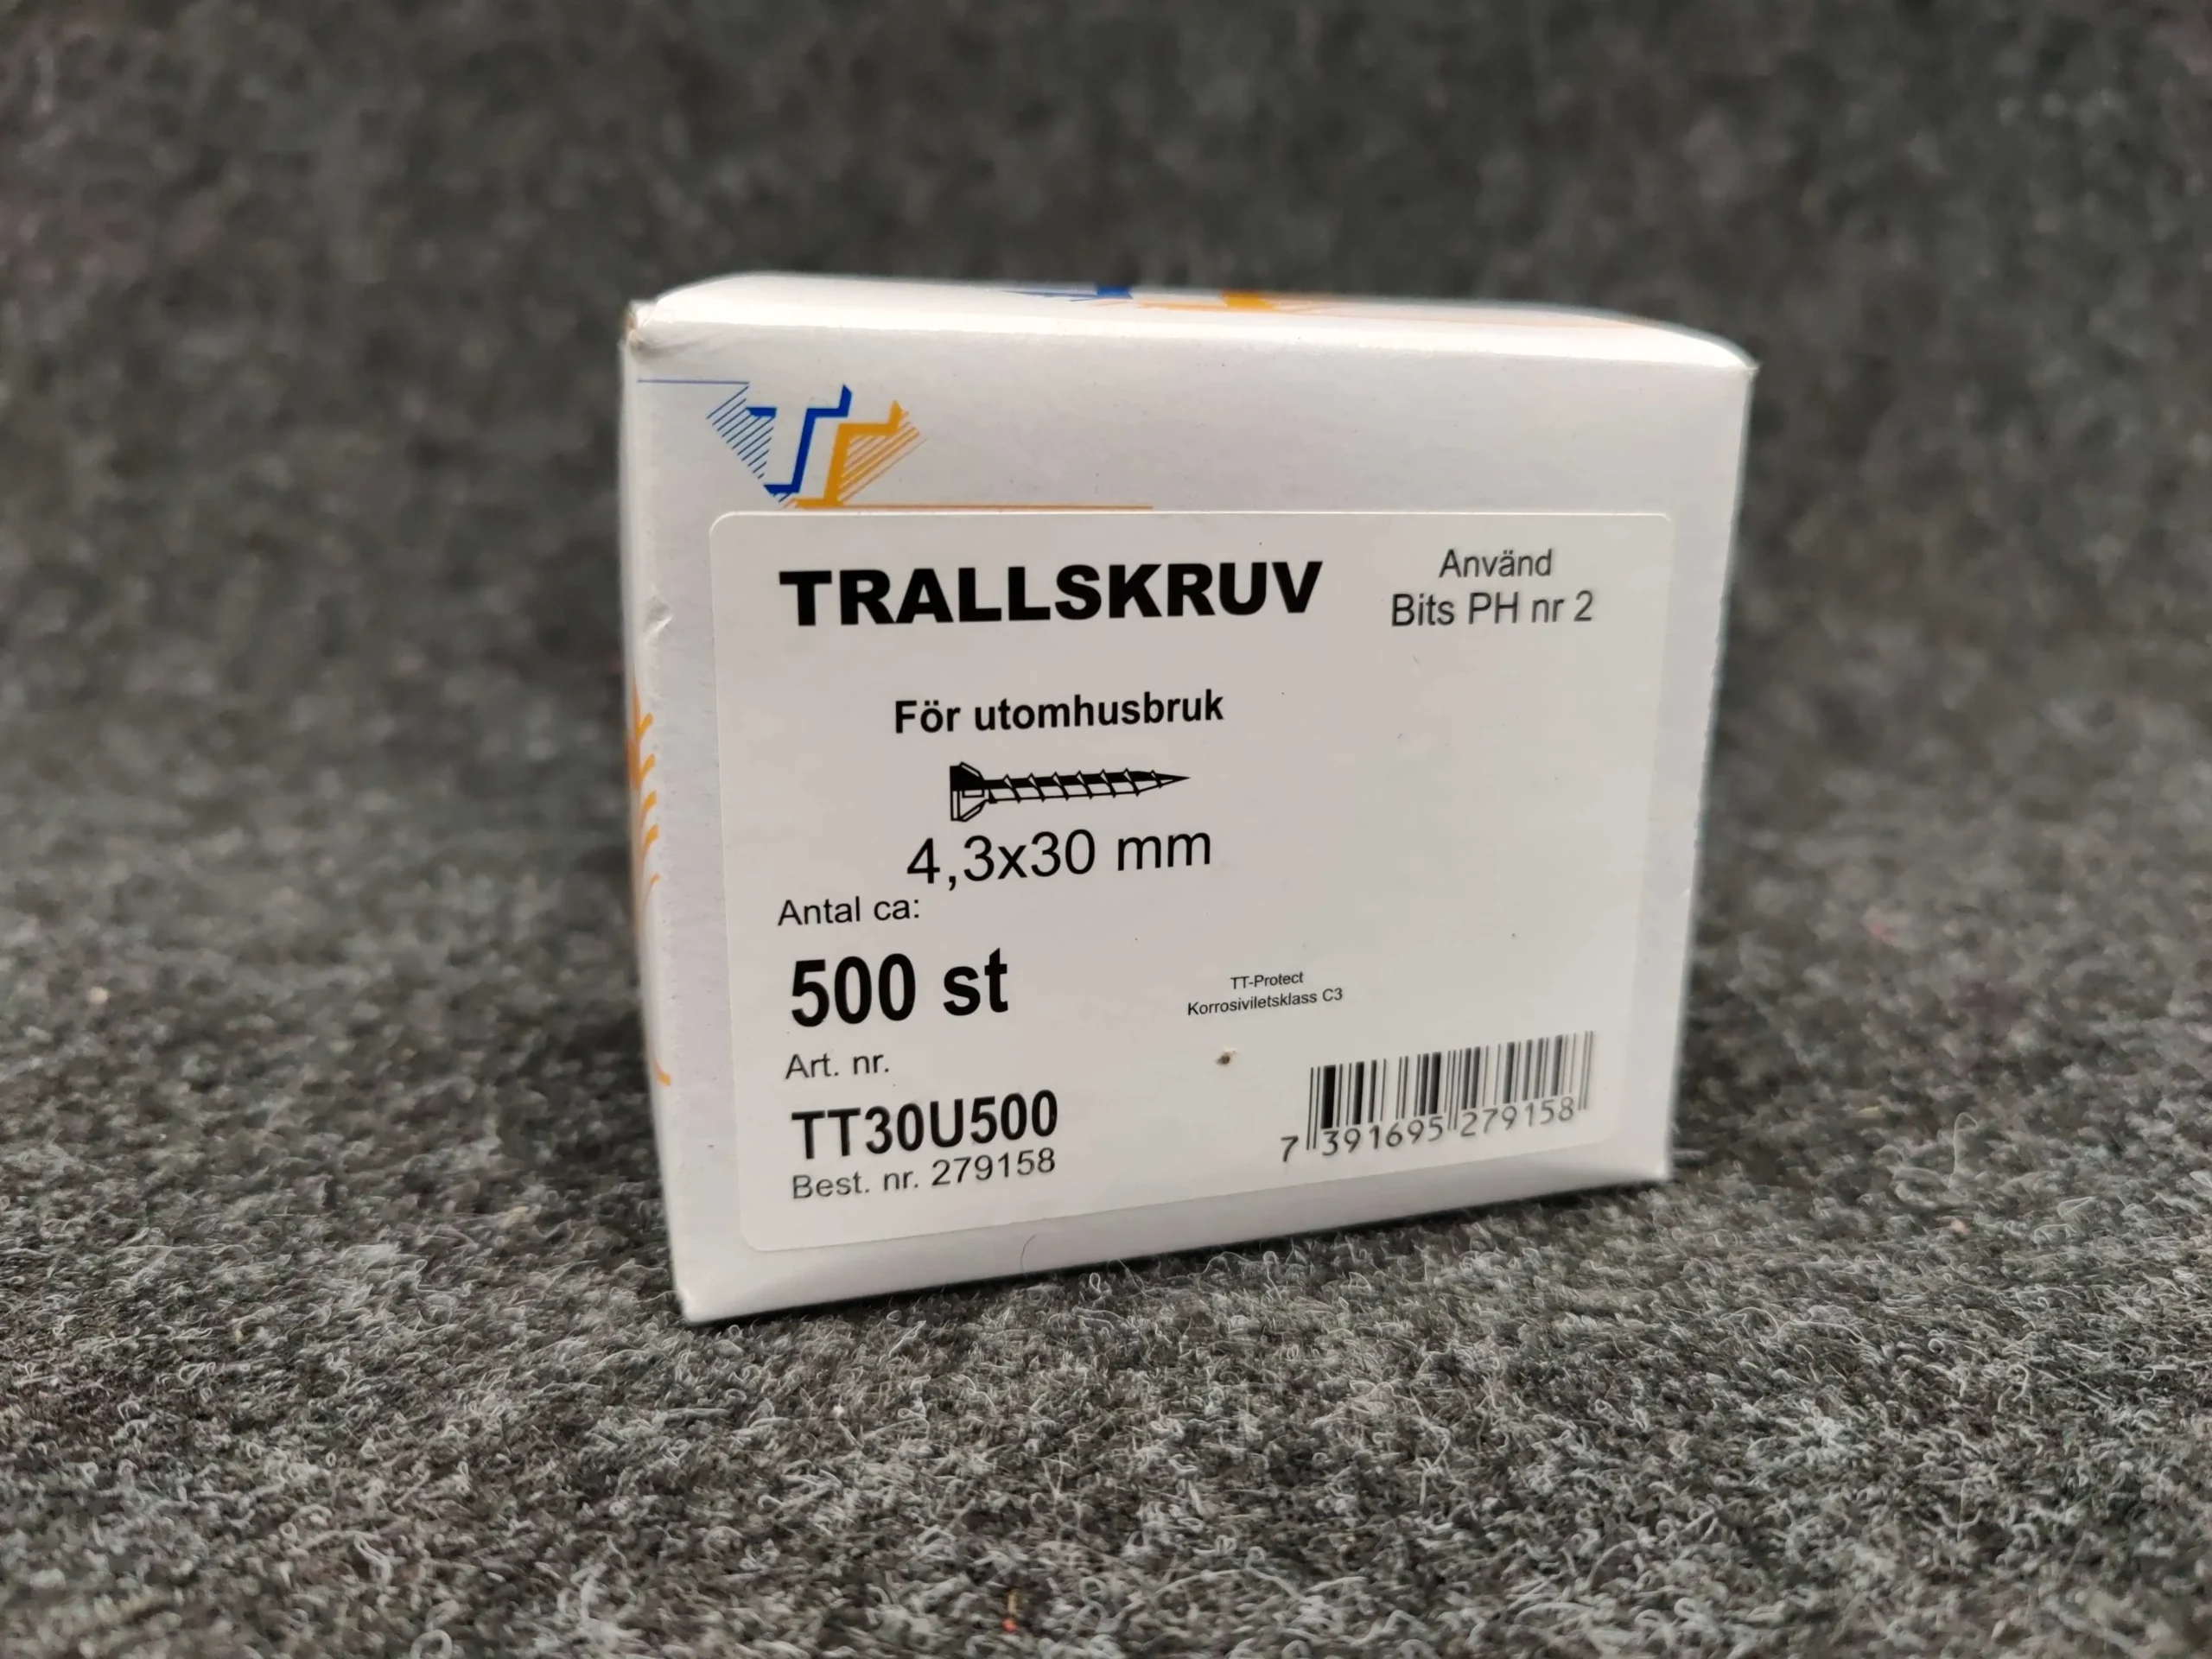 TT
TRALLSKRUV
Använd
Bits PH nr 2
För utomhusbruk
4,3x30 mm
Antal ca:
500 st
TT-Protect
Korrosiviletsklass C3
Art. nr.
TT30U500
Best. nr. 279158
7 391695 279158